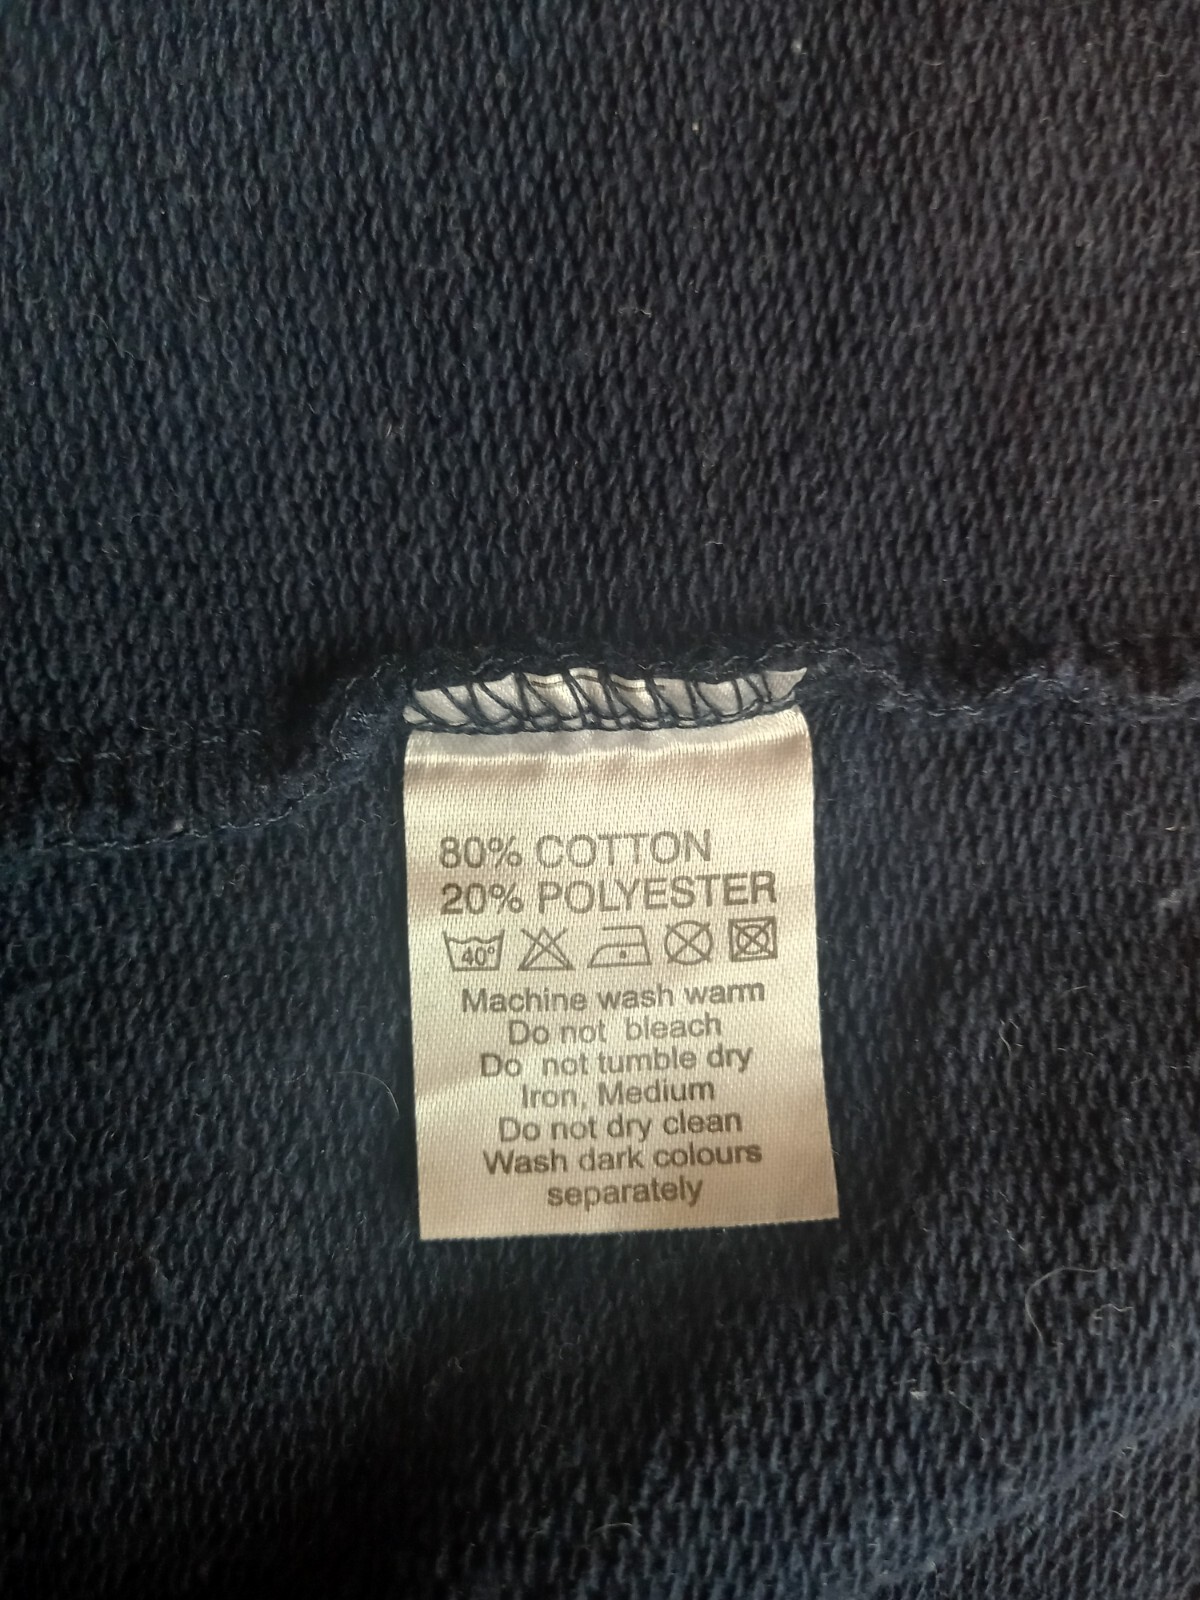 80% COTTON
20% POLYESTER
40°
Machine wash warm
Do not bleach
Do not tumble dry
Iron, Medium
Do not dry clean
Wash dark colours
separately